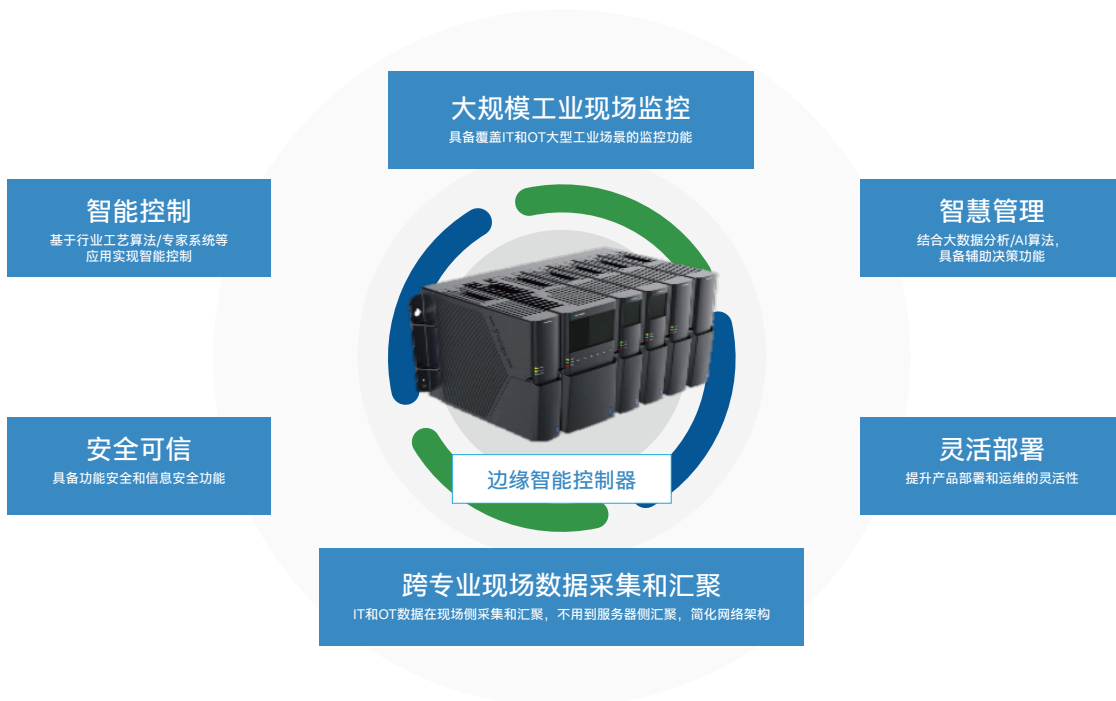 大规模工业现场监控
具备覆盖IT和OT大型工业场景的监控功能
智能控制
基于行业工艺算法/专家系统等
应用实现智能控制
智慧管理
结合大数据分析/AI算法，
具备辅助决策功能
安全可信
具备功能安全和信息安全功能
灵活部署
提升产品部署和运维的灵活性
边缘智能控制器
跨专业现场数据采集和汇聚
IT和OT数据在现场侧采集和汇聚，不用到服务器侧汇聚，简化网络架构